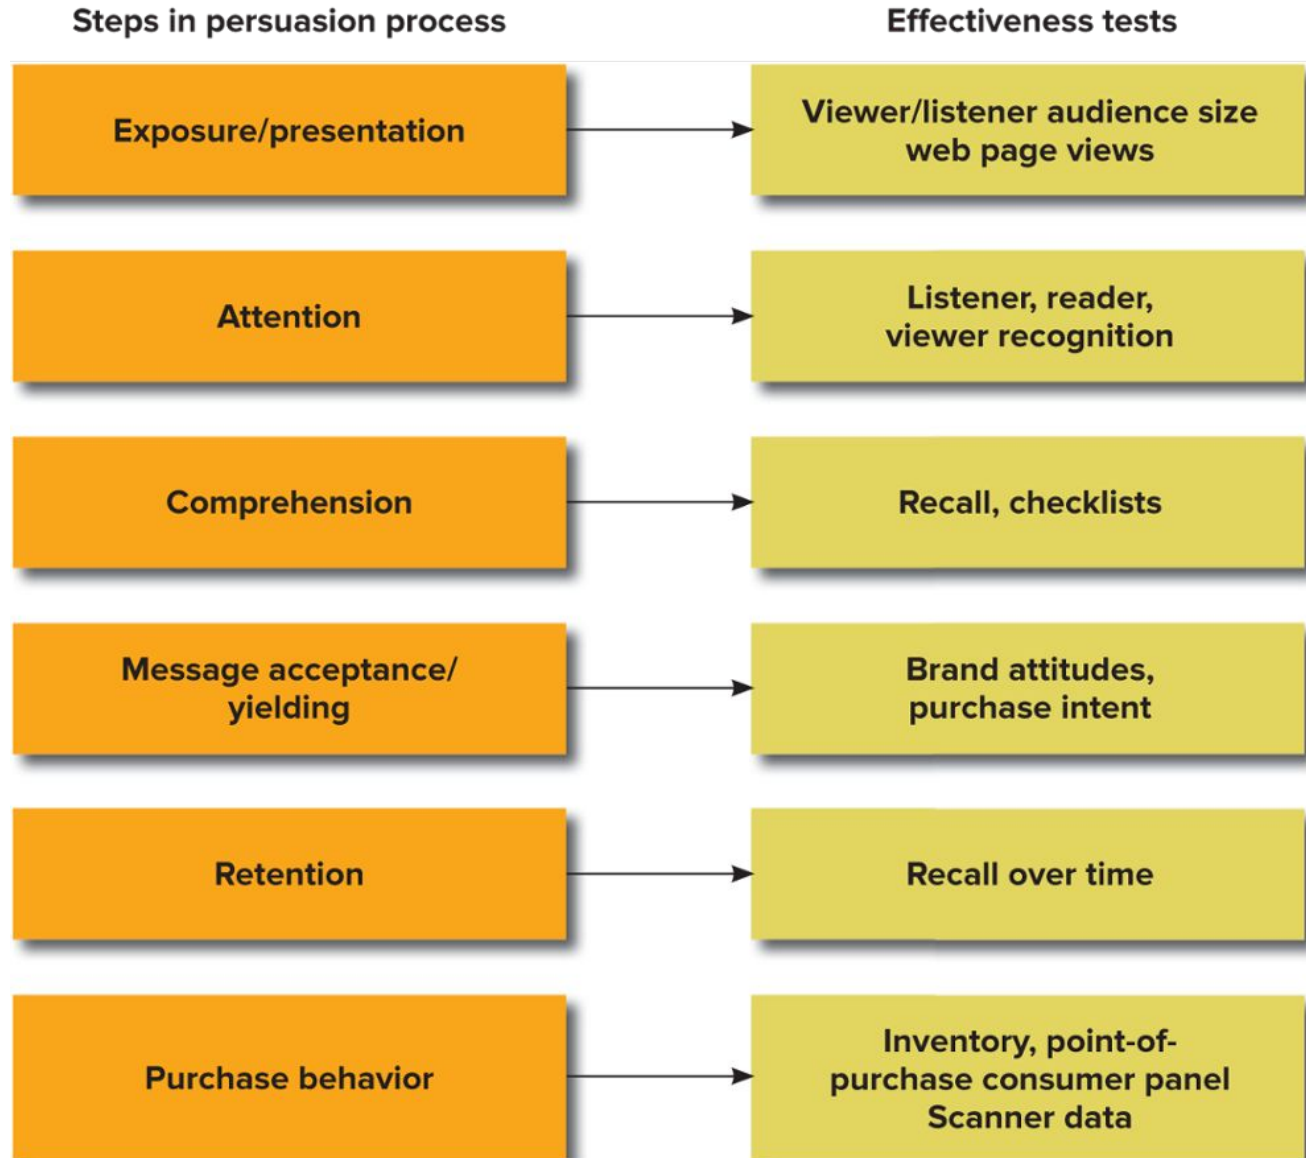 Steps in persuasion process
Effectiveness tests
Exposure/presentation
Viewer/listener audience size
web page views
Attention
Listener, reader,
viewer recognition
Comprehension
Recall, checklists
Message acceptance/
yielding
Brand attitudes,
purchase intent
Retention
Recall over time
Purchase behavior
Inventory, point-of-
purchase consumer panel
Scanner data